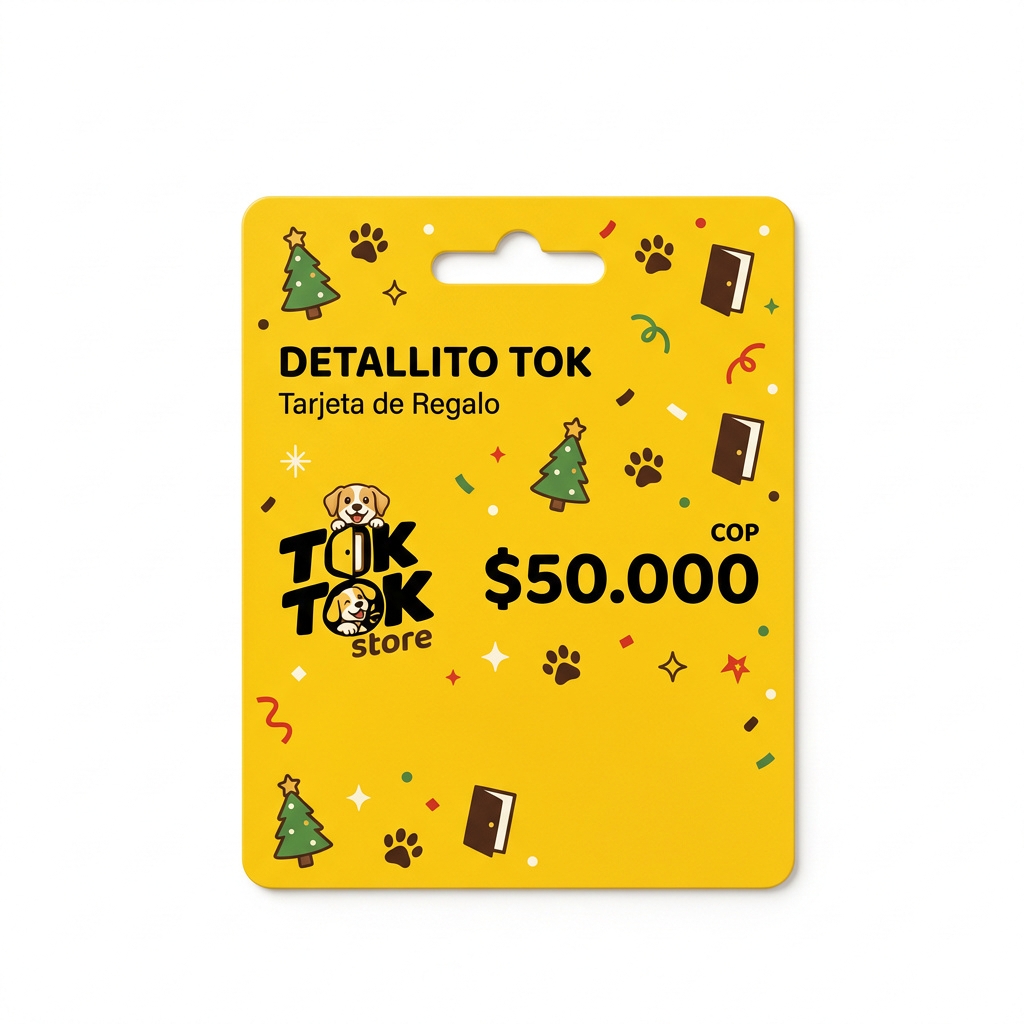 DETALLITO TOK
Tarjeta de Regalo
TOK
TOK
store
COP
$50.000